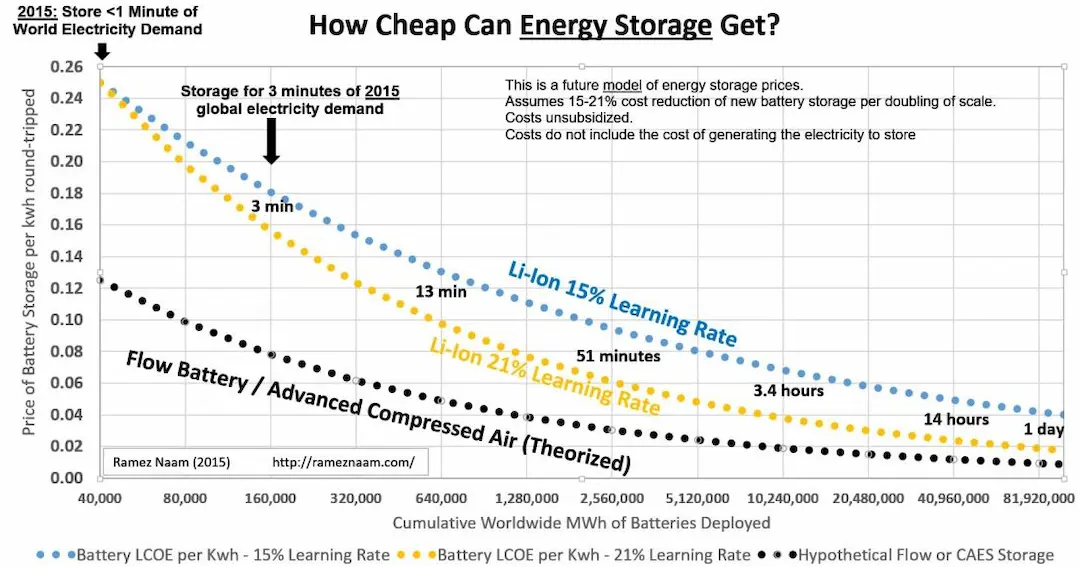 2015: Store <1 Minute of
World Electricity Demand
How Cheap Can Energy Storage Get?
Storage for 3 minutes of 2015
global electricity demand
This is a future model of energy storage prices.
Assumes 15-21% cost reduction of new battery storage per doubling of scale.
Costs unsubsidized.
Costs do not include the cost of generating the electricity to store
Price of Battery Storage per kwh round-tripped
0.26
0.24
0.22
0.20
0.18
0.16
0.14
0.12
0.10
0.08
0.06
0.04
0.02
0.00
3 min
13 min
51 minutes
3.4 hours
14 hours
1 day
Li-Ion 15% Learning Rate
Li-Ion 21% Learning Rate
Flow Battery / Advanced Compressed Air (Theorized)
Ramez Naam (2015) http://rameznaam.com/
40,000 80,000 160,000 320,000 640,000 1,280,000 2,560,000 5,120,000 10,240,000 20,480,000 40,960,000 81,920,000
Cumulative Worldwide MWh of Batteries Deployed
Battery LCOE per Kwh - 15% Learning Rate Battery LCOE per Kwh - 21% Learning Rate Hypothetical Flow or CAES Storage